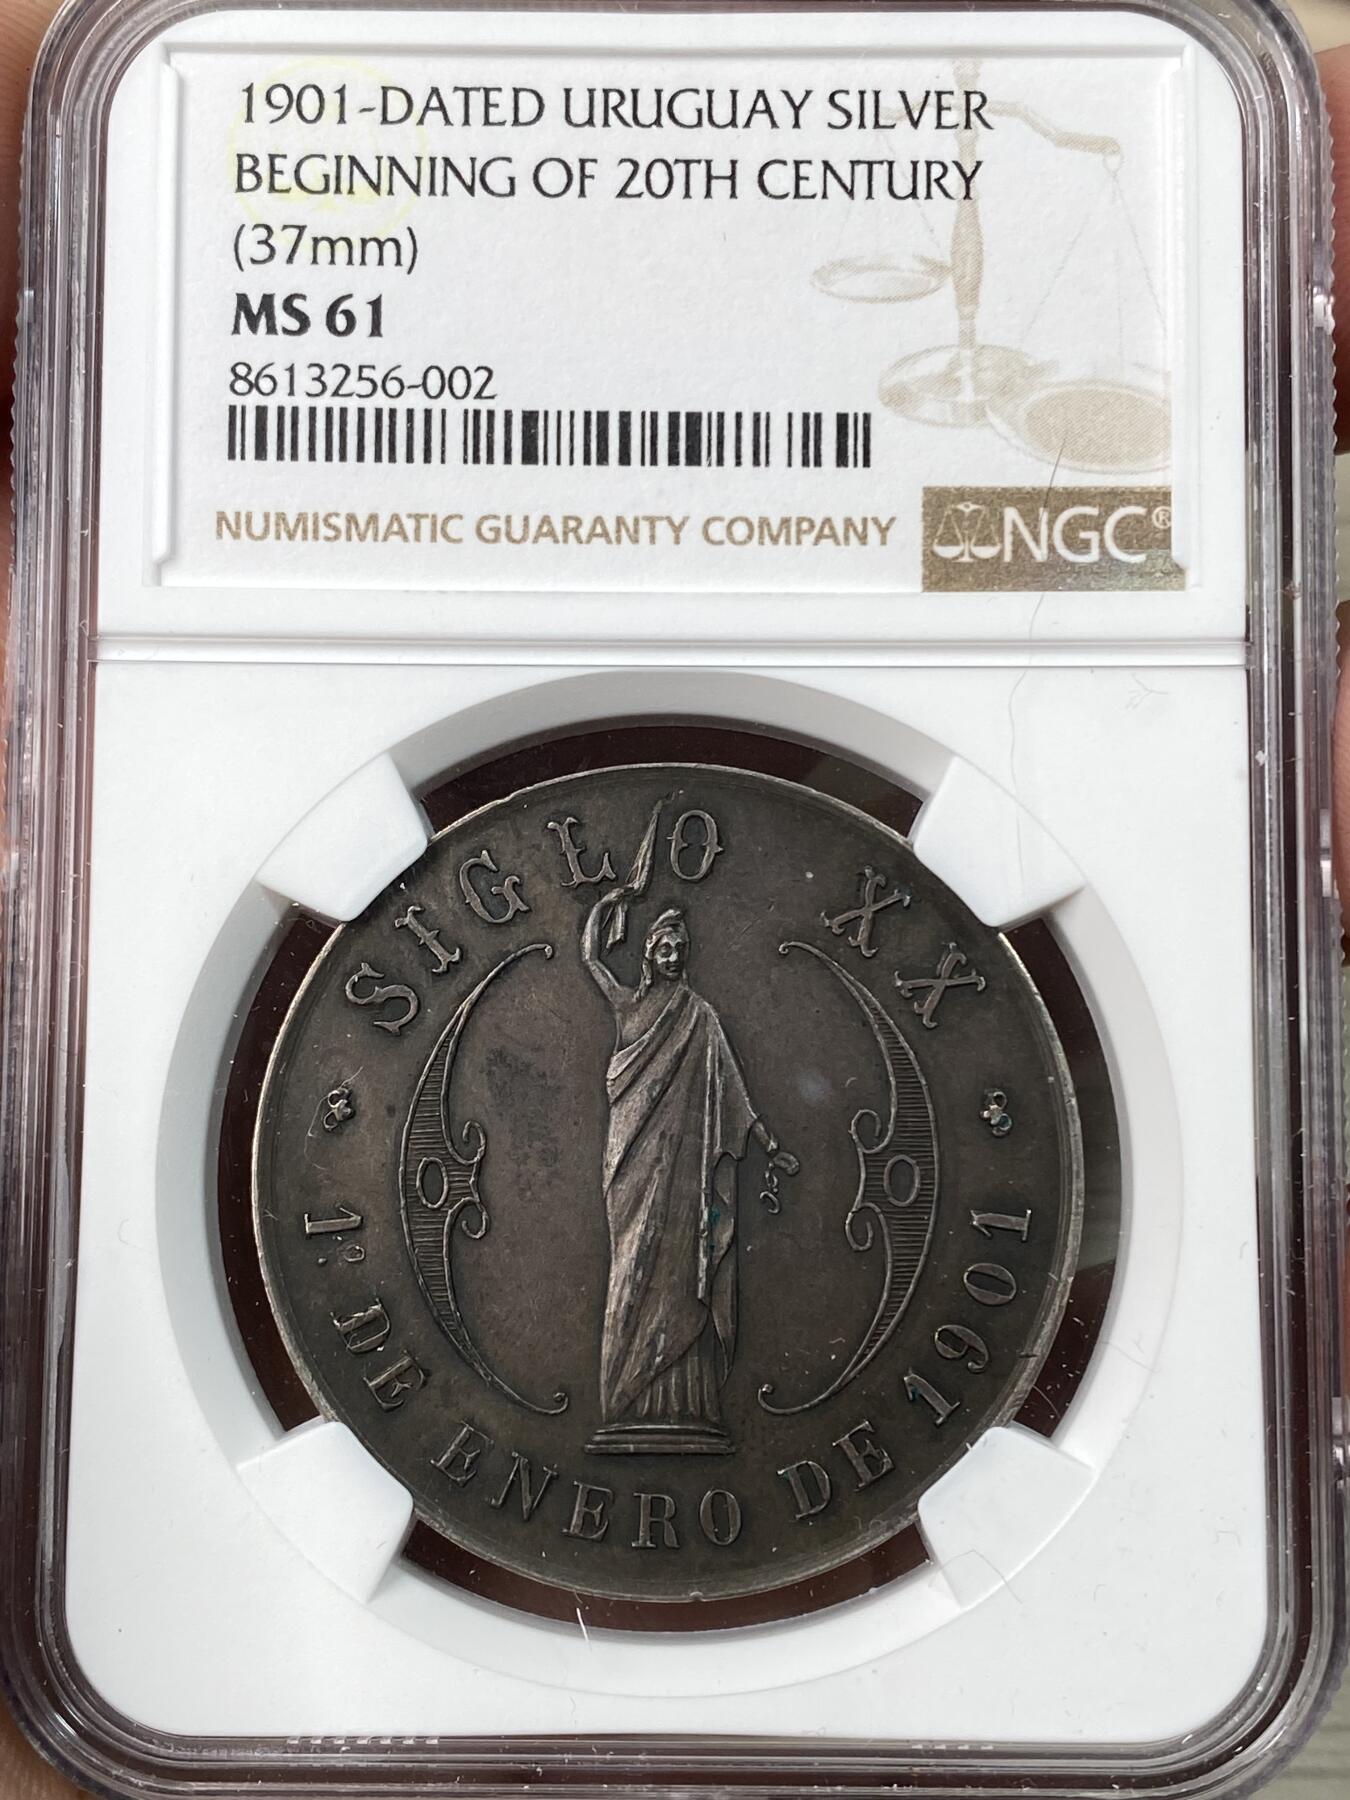 1901-DATED URUGUAY SILVER
BEGINNING OF 20TH CENTURY
(37mm)
MS 61
8613256-002
NUMISMATIC GUARANTY COMPANY
NGC®
SIGLO XX
1º DE ENERO DE 1901